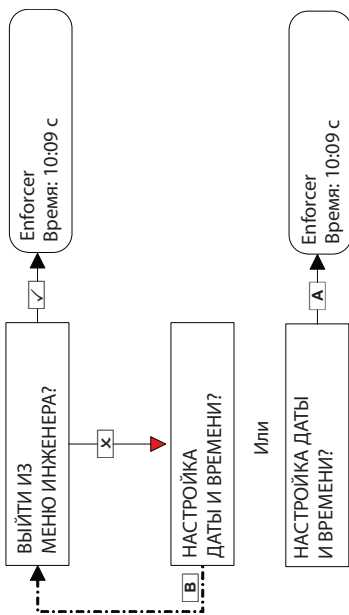 ВЫЙТИ ИЗ
МЕНЮ ИНЖЕНЕРА?
✓
Enforcer
Время: 10:09 с
x
НАСТРОЙКА
ДАТЫ И ВРЕМЕНИ?
B
Или
НАСТРОЙКА ДАТЫ
И ВРЕМЕНИ?
A
Enforcer
Время: 10:09 с